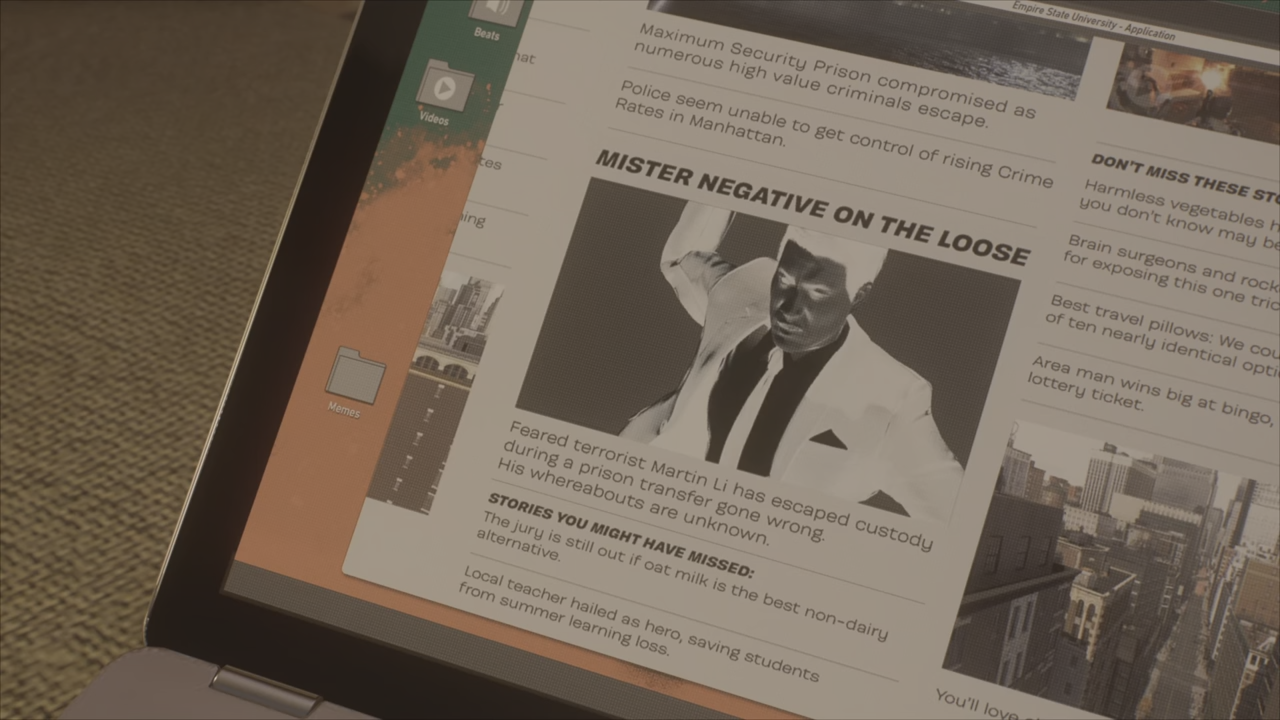 Empire State University - Application
Beats
Videos
Memes
tes
ing
Maximum Security Prison compromised as
numerous high value criminals escape.
Police seem unable to get control of rising Crime
Rates in Manhattan.
MISTER NEGATIVE ON THE LOOSE
Feared terrorist Martin Li has escaped custody
during a prison transfer gone wrong.
His whereabouts are unknown.
STORIES YOU MIGHT HAVE MISSED:
The jury is still out if oat milk is the best non-dairy
alternative.
Local teacher hailed as hero, saving students
from summer learning loss.
DON'T MISS THESE STO
Harmless vegetables h
you don't know may be
Brain surgeons and rock
for exposing this one tric
Best travel pillows: We cou
of ten nearly identical optio
Area man wins big at bingo,
lottery ticket.
You'll love